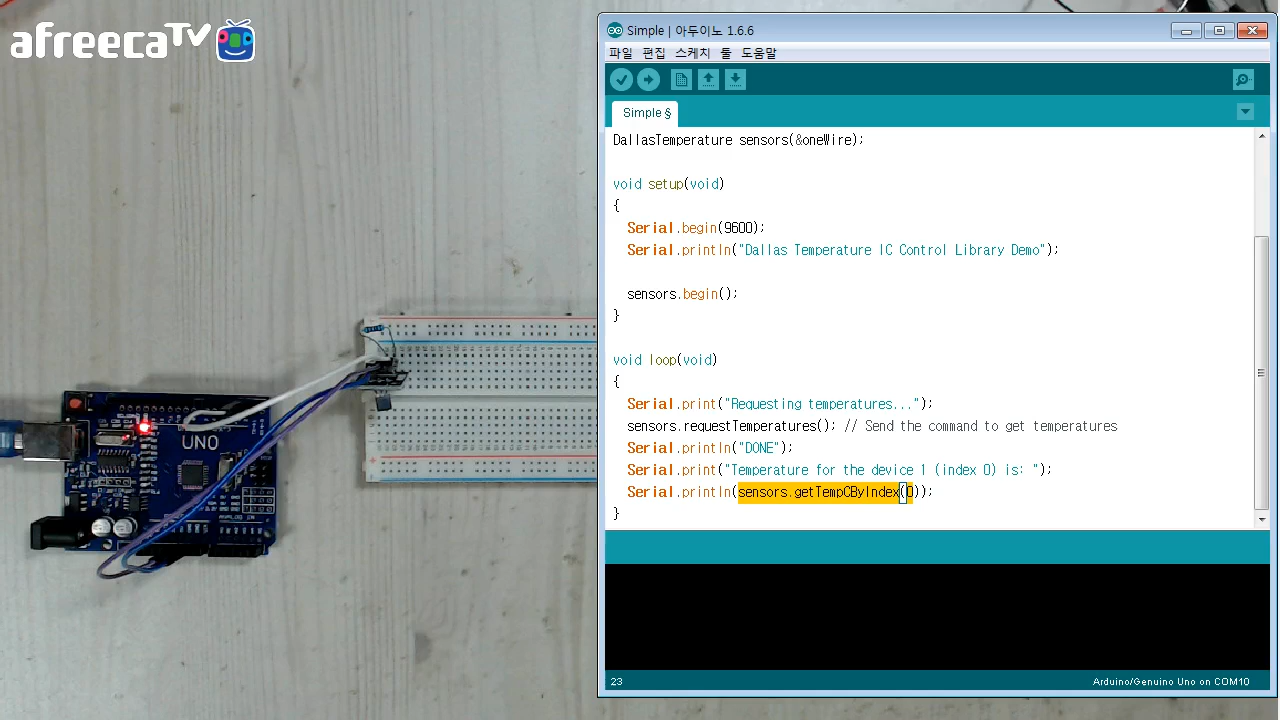 afreecaTV
Simple | 아두이노 1.6.6
파일 편집 스케치 툴 도움말
Simple §
DallasTemperature sensors(&oneWire);
void setup(void)
{
Serial.begin(9600);
Serial.println("Dallas Temperature IC Control Library Demo");
sensors.begin();
}
void loop(void)
{
Serial.print("Requesting temperatures...");
sensors.requestTemperatures(); // Send the command to get temperatures
Serial.println("DONE");
Serial.print("Temperature for the device 1 (index 0) is: ");
Serial.println(sensors.getTempCByIndex(0));
}
23
Arduino/Genuino Uno on COM10
UNO